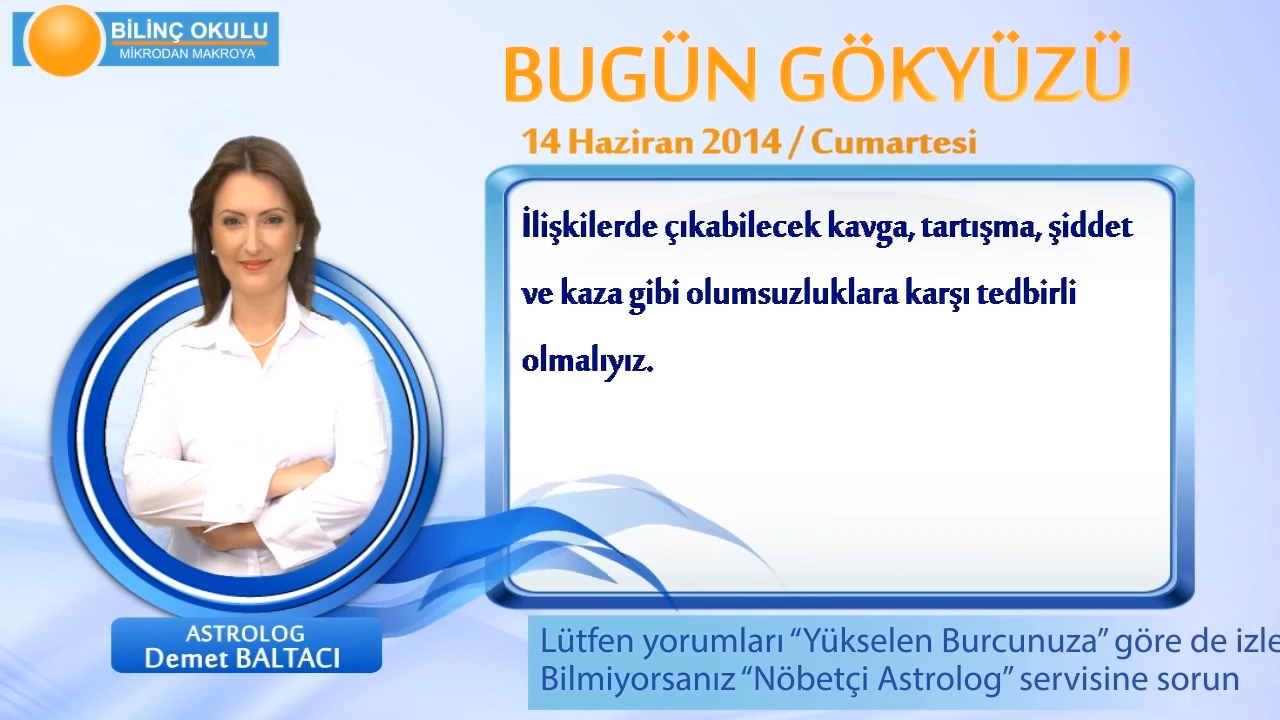 BİLİNÇ OKULU
MİKRODAN MAKROYA
BUGÜN GÖKYÜZÜ
14 Haziran 2014 / Cumartesi
İlişkilerde çıkabilecek kavga, tartışma, şiddet
ve kaza gibi olumsuzluklara karşı tedbirli
olmalıyız.
ASTROLOG
Demet BALTACI
Lütfen yorumları “Yükselen Burcunuza” göre de izle
Bilmiyorsanız “Nöbetçi Astrolog” servisine sorun